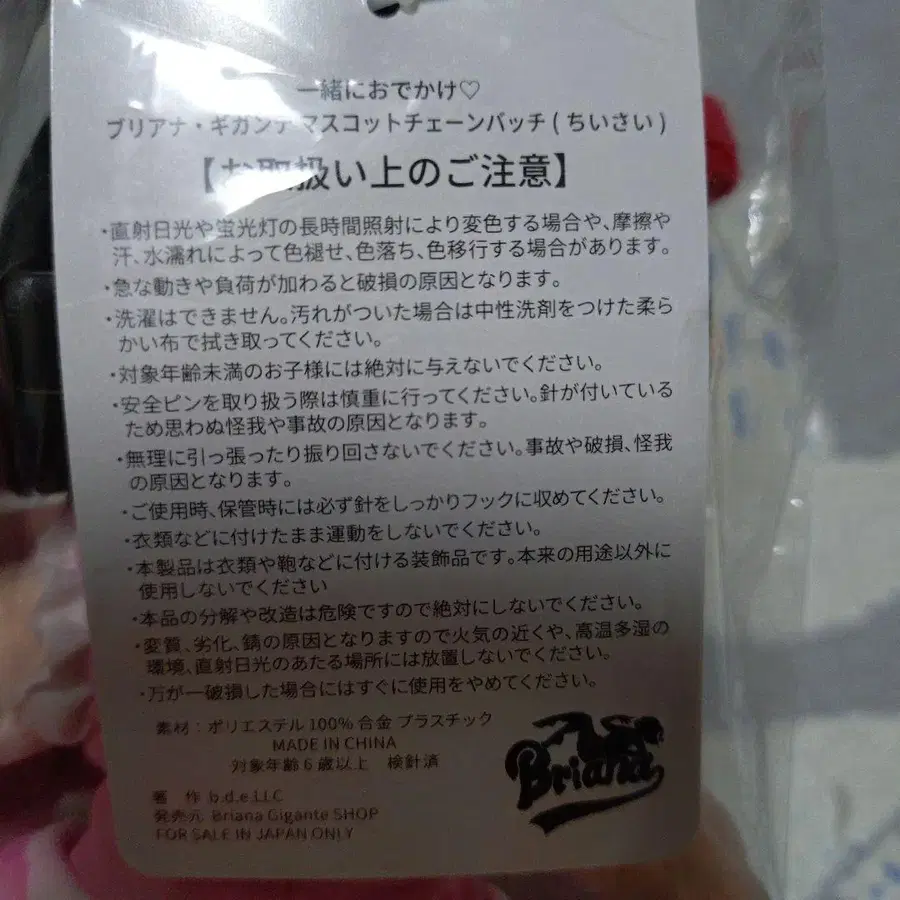 一緒におでかけ♡
ブリアナ・ギガンテ マスコットチェーンバッチ ( ちいさい )
【お取扱い上のご注意】
・直射日光や蛍光灯の長時間照射により変色する場合や、摩擦や
汗、水濡れによって色褪せ、色落ち、色移行する場合があります。
・急な動きや負荷が加わると破損の原因となります。
・洗濯はできません。汚れがついた場合は中性洗剤をつけた柔ら
かい布で拭き取ってください。
・対象年齢未満のお子様には絶対に与えないでください。
・安全ピンを取り扱う際は慎重に行ってください。針が付いている
ため思わぬ怪我や事故の原因となります。
・無理に引っ張ったり振り回さないでください。事故や破損、怪我
の原因となります。
・ご使用時、保管時には必ず針をしっかりフックに収めてください。
・衣類などに付けたまま運動をしないでください。
・本製品は衣類や鞄などに付ける装飾品です。本来の用途以外に
使用しないでください
・本品の分解や改造は危険ですので絶対にしないでください。
・変質、劣化、錆の原因となりますので火気の近くや、高温多湿の
環境、直射日光のあたる場所には放置しないでください。
・万が一破損した場合にはすぐに使用をやめてください。
素材：ポリエステル100% 合金 プラスチック
MADE IN CHINA
対象年齢6歳以上 検針済
Briana
著 作 b.d.e.LLC
発売元 Briana Gigante SHOP
FOR SALE IN JAPAN ONLY